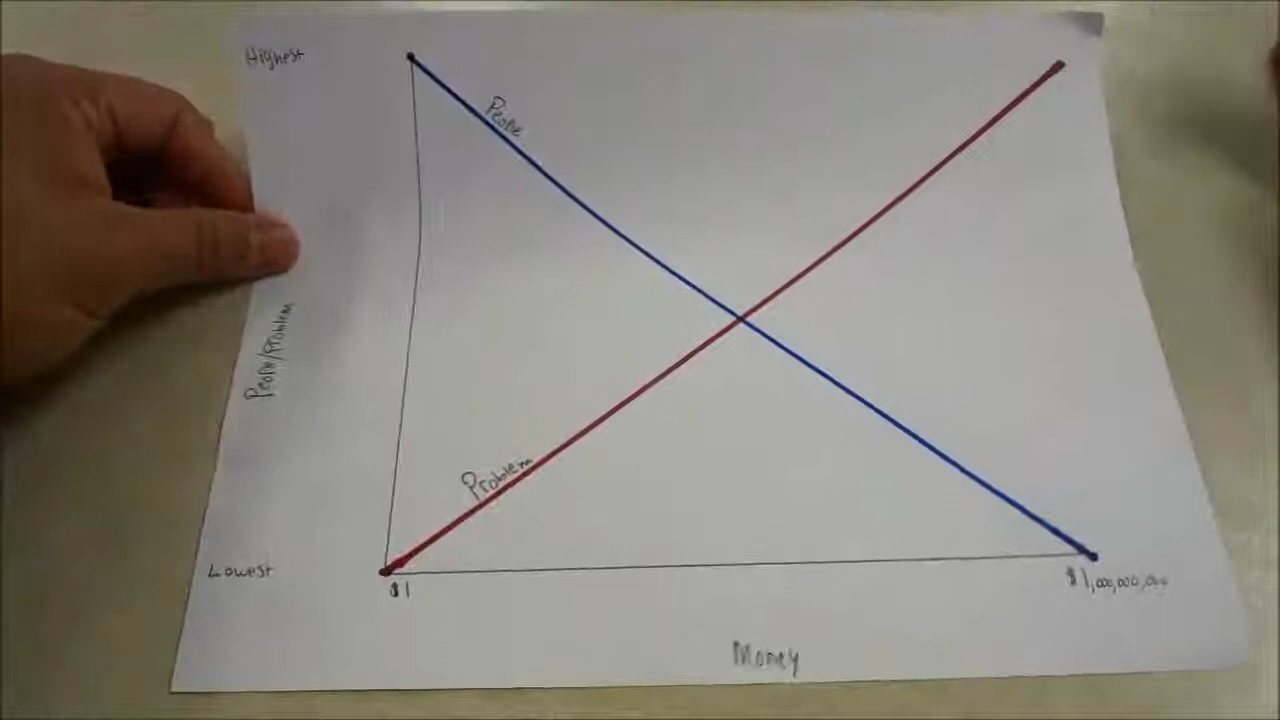 Highest
People
People/Problem
Problem
Lowest
$1
$1,000,000,000
Money